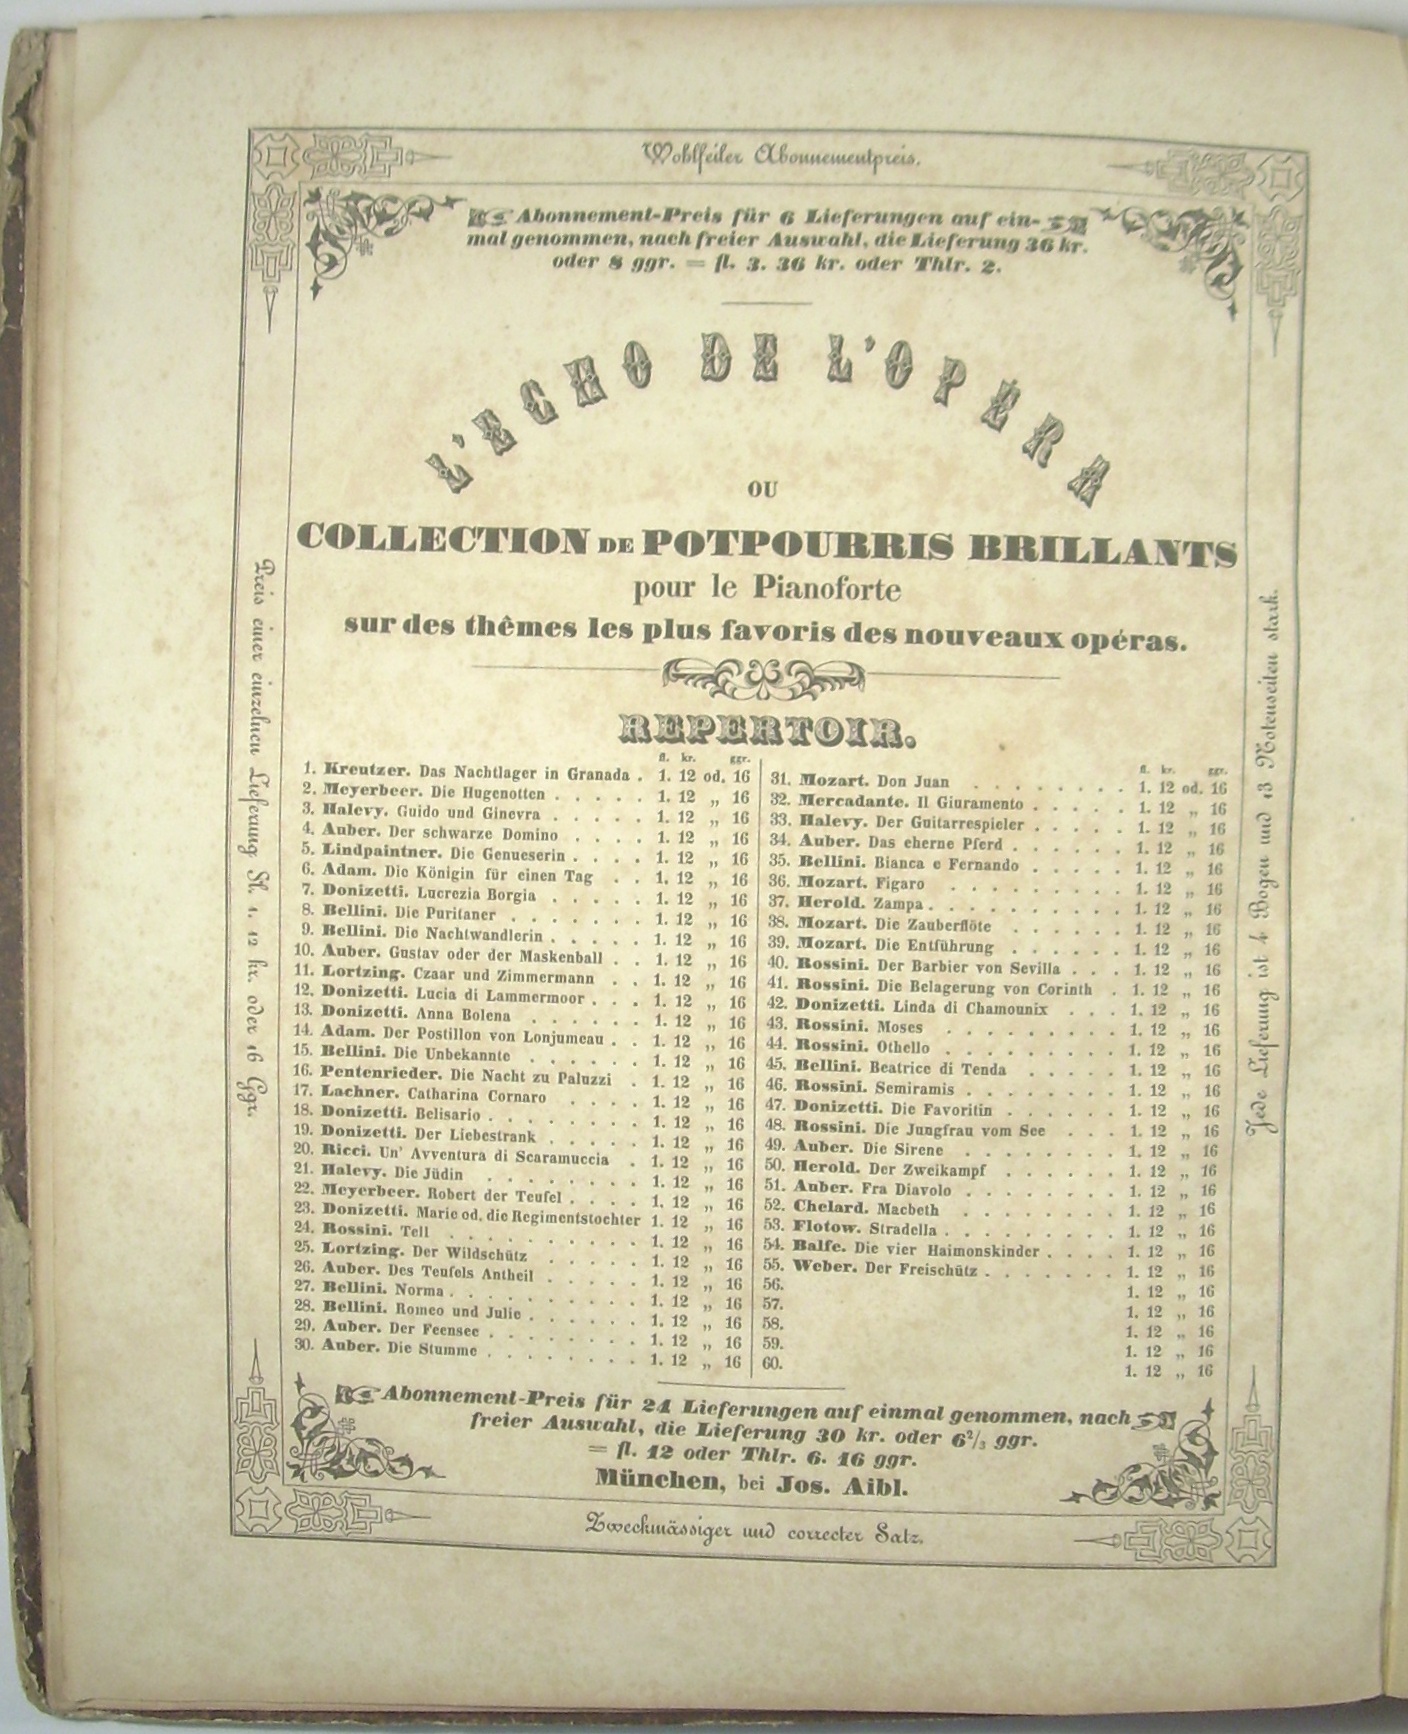 Wohlfeiler Abonnementpreis.
Abonnement-Preis für 6 Lieferungen auf ein-
mal genommen, nach freier Auswahl, die Lieferung 36 kr.
oder 8 ggr. = fl. 3. 36 kr. oder Thlr. 2.
L'ECHO DE L'OPÉRA
OU
COLLECTION DE POTPOURRIS BRILLANTS
pour le Pianoforte
sur des thêmes les plus favoris des nouveaux opéras.
Preis einer einzelnen Lieferung Fl. 1. 12 kr. oder 16 Ggr.
REPERTOIR.
fl. kr. ggr.
1. Kreutzer. Das Nachtlager in Granada . 1. 12 od. 16
2. Meyerbeer. Die Hugenotten . . . . . 1. 12 „ 16
3. Halevy. Guido und Ginevra . . . . . 1. 12 „ 16
4. Auber. Der schwarze Domino . . . . 1. 12 „ 16
5. Lindpaintner. Die Genueserin . . . . 1. 12 „ 16
6. Adam. Die Königin für einen Tag . . 1. 12 „ 16
7. Donizetti. Lucrezia Borgia . . . . . 1. 12 „ 16
8. Bellini. Die Puritaner . . . . . . . 1. 12 „ 16
9. Bellini. Die Nachtwandlerin . . . . . 1. 12 „ 16
10. Auber. Gustav oder der Maskenball . . 1. 12 „ 16
11. Lortzing. Czaar und Zimmermann . . 1. 12 „ 16
12. Donizetti. Lucia di Lammermoor . . . 1. 12 „ 16
13. Donizetti. Anna Bolena . . . . . . 1. 12 „ 16
14. Adam. Der Postillon von Lonjumeau . . 1. 12 „ 16
15. Bellini. Die Unbekannte . . . . . . 1. 12 „ 16
16. Pentenrieder. Die Nacht zu Paluzzi . 1. 12 „ 16
17. Lachner. Catharina Cornaro . . . . 1. 12 „ 16
18. Donizetti. Belisario . . . . . . . . 1. 12 „ 16
19. Donizetti. Der Liebestrank . . . . . 1. 12 „ 16
20. Ricci. Un' Avventura di Scaramuccia . 1. 12 „ 16
21. Halevy. Die Jüdin . . . . . . . . 1. 12 „ 16
22. Meyerbeer. Robert der Teufel . . . . 1. 12 „ 16
23. Donizetti. Marie od. die Regimentstochter 1. 12 „ 16
24. Rossini. Tell . . . . . . . . . . 1. 12 „ 16
25. Lortzing. Der Wildschütz . . . . . 1. 12 „ 16
26. Auber. Des Teufels Antheil . . . . . 1. 12 „ 16
27. Bellini. Norma . . . . . . . . . . 1. 12 „ 16
28. Bellini. Romeo und Julie . . . . . . 1. 12 „ 16
29. Auber. Der Feensee . . . . . . . . 1. 12 „ 16
30. Auber. Die Stumme . . . . . . . . 1. 12 „ 16
fl. kr. ggr.
31. Mozart. Don Juan . . . . . . . . 1. 12 od. 16
32. Mercadante. Il Giuramento . . . . . 1. 12 „ 16
33. Halevy. Der Guitarrespieler . . . . . 1. 12 „ 16
34. Auber. Das eherne Pferd . . . . . . 1. 12 „ 16
35. Bellini. Bianca e Fernando . . . . . 1. 12 „ 16
36. Mozart. Figaro . . . . . . . . . 1. 12 „ 16
37. Herold. Zampa . . . . . . . . . . 1. 12 „ 16
38. Mozart. Die Zauberflöte . . . . . . 1. 12 „ 16
39. Mozart. Die Entführung . . . . . . 1. 12 „ 16
40. Rossini. Der Barbier von Sevilla . . . 1. 12 „ 16
41. Rossini. Die Belagerung von Corinth . 1. 12 „ 16
42. Donizetti. Linda di Chamounix . . . 1. 12 „ 16
43. Rossini. Moses . . . . . . . . . 1. 12 „ 16
44. Rossini. Othello . . . . . . . . . 1. 12 „ 16
45. Bellini. Beatrice di Tenda . . . . . 1. 12 „ 16
46. Rossini. Semiramis . . . . . . . . 1. 12 „ 16
47. Donizetti. Die Favoritin . . . . . . 1. 12 „ 16
48. Rossini. Die Jungfrau vom See . . . 1. 12 „ 16
49. Auber. Die Sirene . . . . . . . . 1. 12 „ 16
50. Herold. Der Zweikampf . . . . . . 1. 12 „ 16
51. Auber. Fra Diavolo . . . . . . . . 1. 12 „ 16
52. Chelard. Macbeth . . . . . . . . 1. 12 „ 16
53. Flotow. Stradella . . . . . . . . . 1. 12 „ 16
54. Balfe. Die vier Haimonskinder . . . . 1. 12 „ 16
55. Weber. Der Freischütz . . . . . . . 1. 12 „ 16
56. 1. 12 „ 16
57. 1. 12 „ 16
58. 1. 12 „ 16
59. 1. 12 „ 16
60. 1. 12 „ 16
Jede Lieferung ist 4 Bogen und 13 Notenseiten stark.
Abonnement-Preis für 24 Lieferungen auf einmal genommen, nach
freier Auswahl, die Lieferung 30 kr. oder 6 2/3 ggr.
= fl. 12 oder Thlr. 6. 16 ggr.
München, bei Jos. Aibl.
Zweckmässiger und correcter Satz.